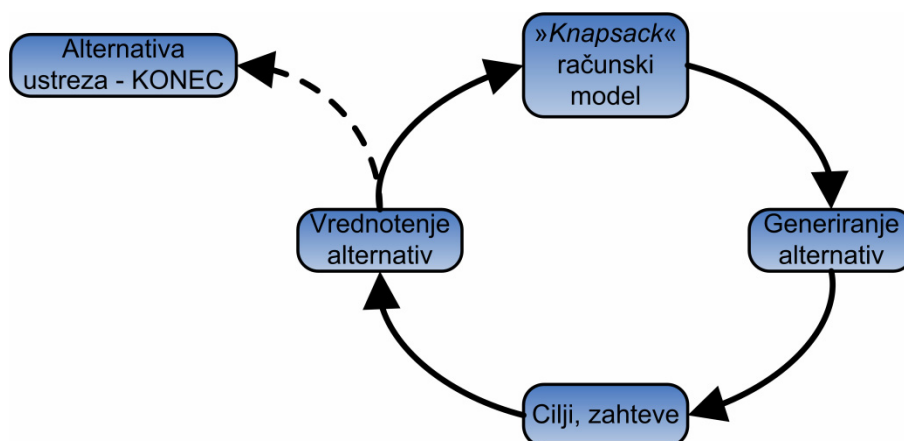 Alternativa
ustreza - KONEC
»Knapsack«
računski
model
Vrednotenje
alternativ
Generiranje
alternativ
Cilji, zahteve